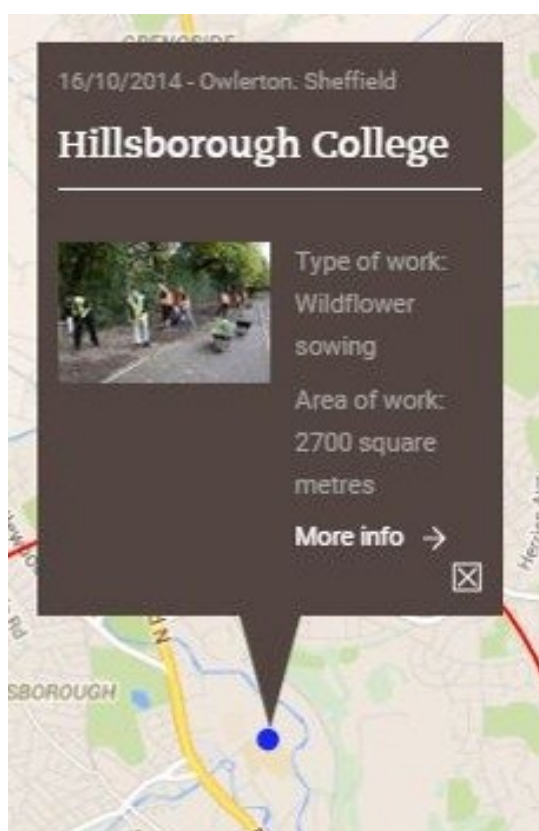 GRENOSIDE
16/10/2014 - Owlerton. Sheffield
Hillsborough College
Type of work:
Wildflower
sowing
Area of work:
2700 square
metres
More info →
Rd
SBOROUGH